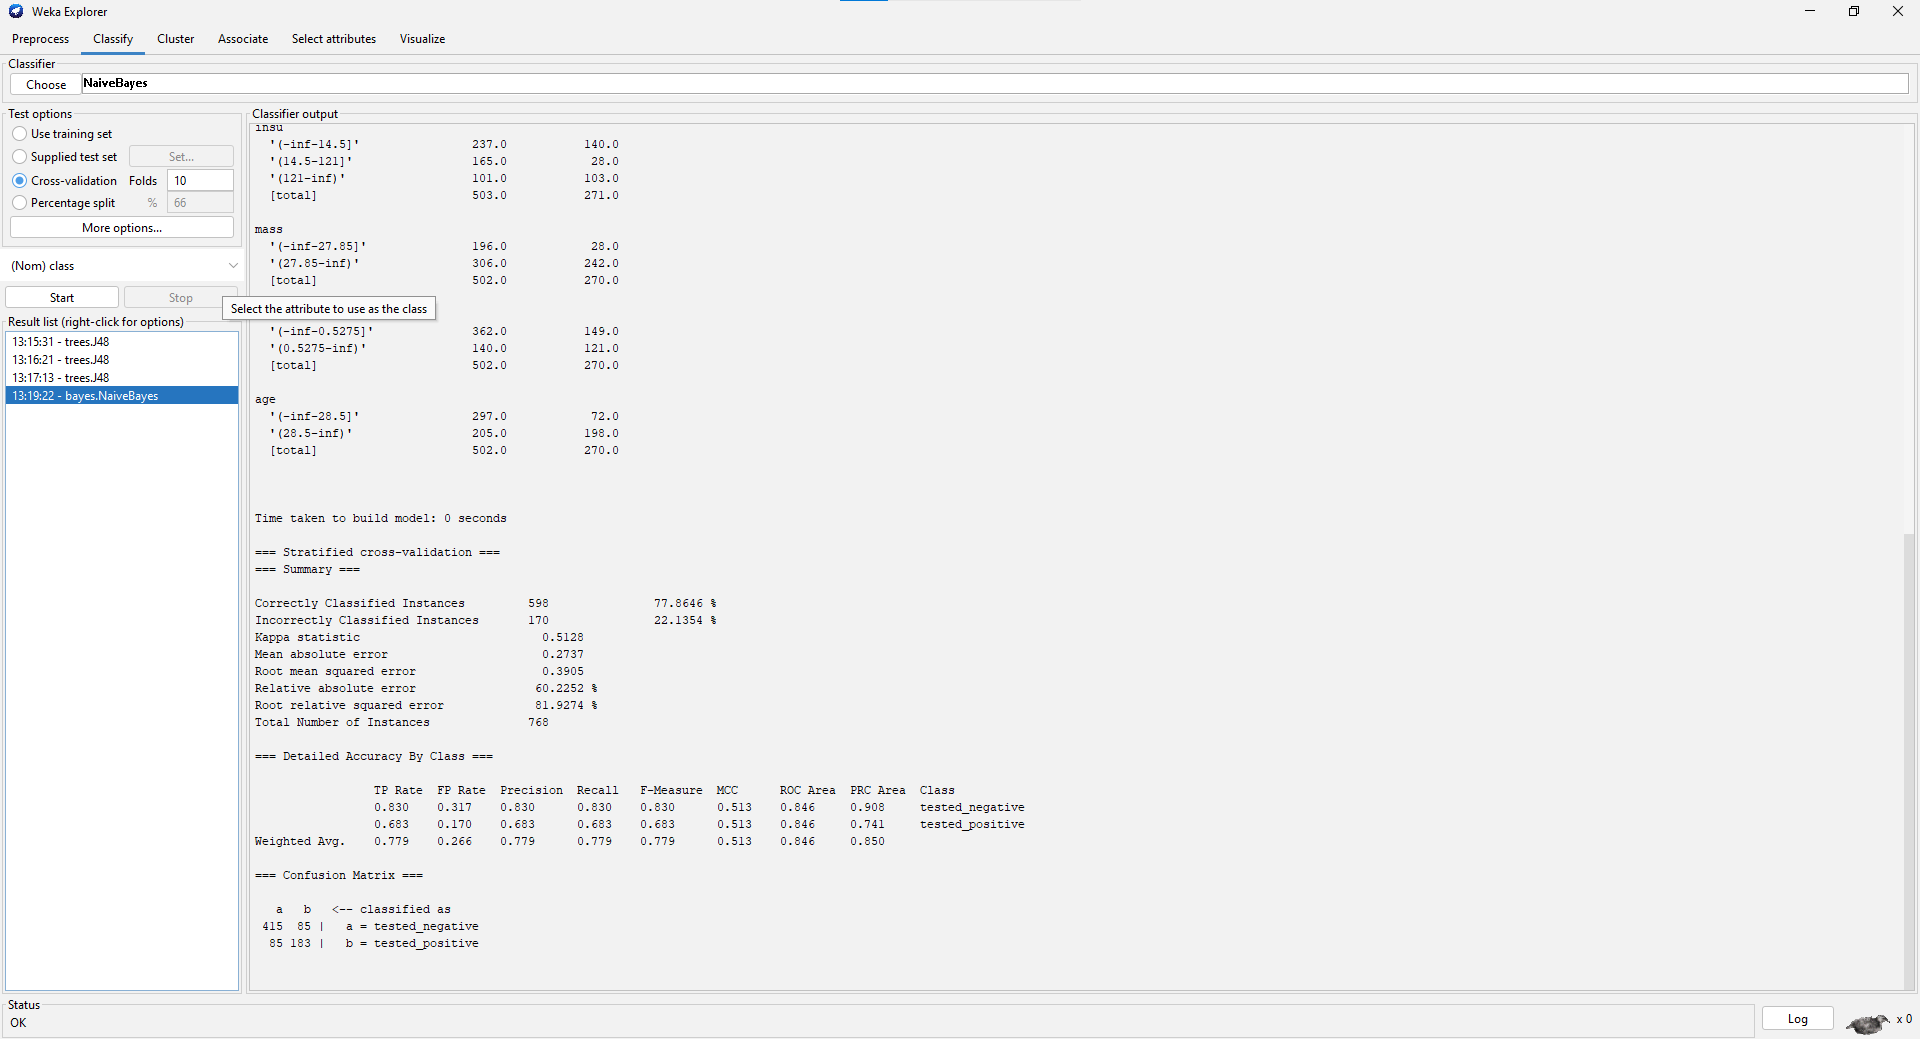 Weka Explorer
Preprocess Classify Cluster Associate Select attributes Visualize
Classifier
Choose NaiveBayes
Test options
Use training set
Supplied test set Set...
Cross-validation Folds 10
Percentage split % 66
More options...
(Nom) class
Start Stop
Select the attribute to use as the class
Result list (right-click for options)
13:15:31 - trees.J48
13:16:21 - trees.J48
13:17:13 - trees.J48
13:19:22 - bayes.NaiveBayes
Classifier output
insu
'(-inf-14.5]' 237.0 140.0
'(14.5-121]' 165.0 28.0
'(121-inf)' 101.0 103.0
[total] 503.0 271.0
mass
'(-inf-27.85]' 196.0 28.0
'(27.85-inf)' 306.0 242.0
[total] 502.0 270.0
'(-inf-0.5275]' 362.0 149.0
'(0.5275-inf)' 140.0 121.0
[total] 502.0 270.0
age
'(-inf-28.5]' 297.0 72.0
'(28.5-inf)' 205.0 198.0
[total] 502.0 270.0
Time taken to build model: 0 seconds
=== Stratified cross-validation ===
=== Summary ===
Correctly Classified Instances 598 77.8646 %
Incorrectly Classified Instances 170 22.1354 %
Kappa statistic 0.5128
Mean absolute error 0.2737
Root mean squared error 0.3905
Relative absolute error 60.2252 %
Root relative squared error 81.9274 %
Total Number of Instances 768
=== Detailed Accuracy By Class ===
TP Rate FP Rate Precision Recall F-Measure MCC ROC Area PRC Area Class
0.830 0.317 0.830 0.830 0.830 0.513 0.846 0.908 tested_negative
0.683 0.170 0.683 0.683 0.683 0.513 0.846 0.741 tested_positive
Weighted Avg. 0.779 0.266 0.779 0.779 0.779 0.513 0.846 0.850
=== Confusion Matrix ===
a b <-- classified as
415 85 | a = tested_negative
85 183 | b = tested_positive
Status
OK
Log
x 0